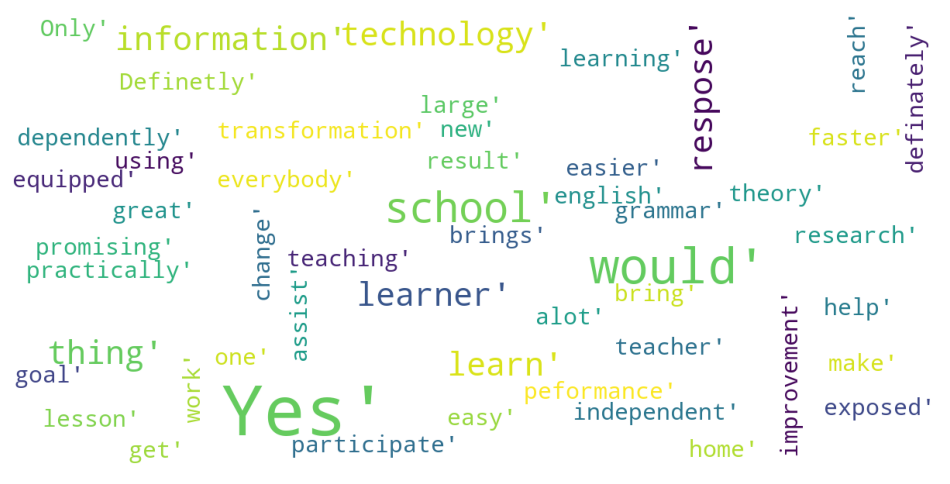 Only'
information'
technology'
learning'
respose'
reach'
definately'
Definetly'
large'
dependently'
transformation'
new'
faster'
using'
result'
easier'
equipped'
everybody'
english'
theory'
great'
school'
grammar'
promising'
change'
brings'
research'
practically'
teaching'
would'
assist'
learner'
bring'
alot'
improvement'
help'
thing'
one'
learn'
teacher'
make'
goal'
work'
Yes'
peformance'
lesson'
easy'
independent'
exposed'
get'
participate'
home'